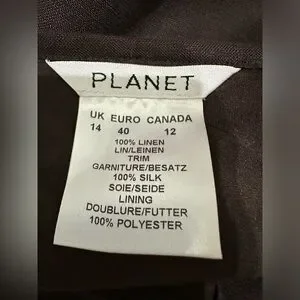 PLANET
UK EURO CANADA
14 40 12
100% LINEN
LIN/LEINEN
TRIM
GARNITURE/BESATZ
100% SILK
SOIE/SEIDE
LINING
DOUBLURE/FUTTER
100% POLYESTER